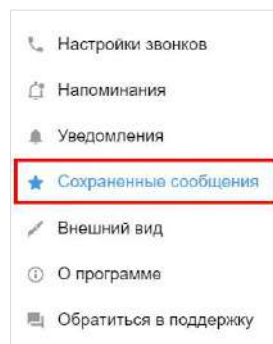 Настройки звонков
Напоминания
Уведомления
Сохраненные сообщения
Внешний вид
О программе
Обратиться в поддержку